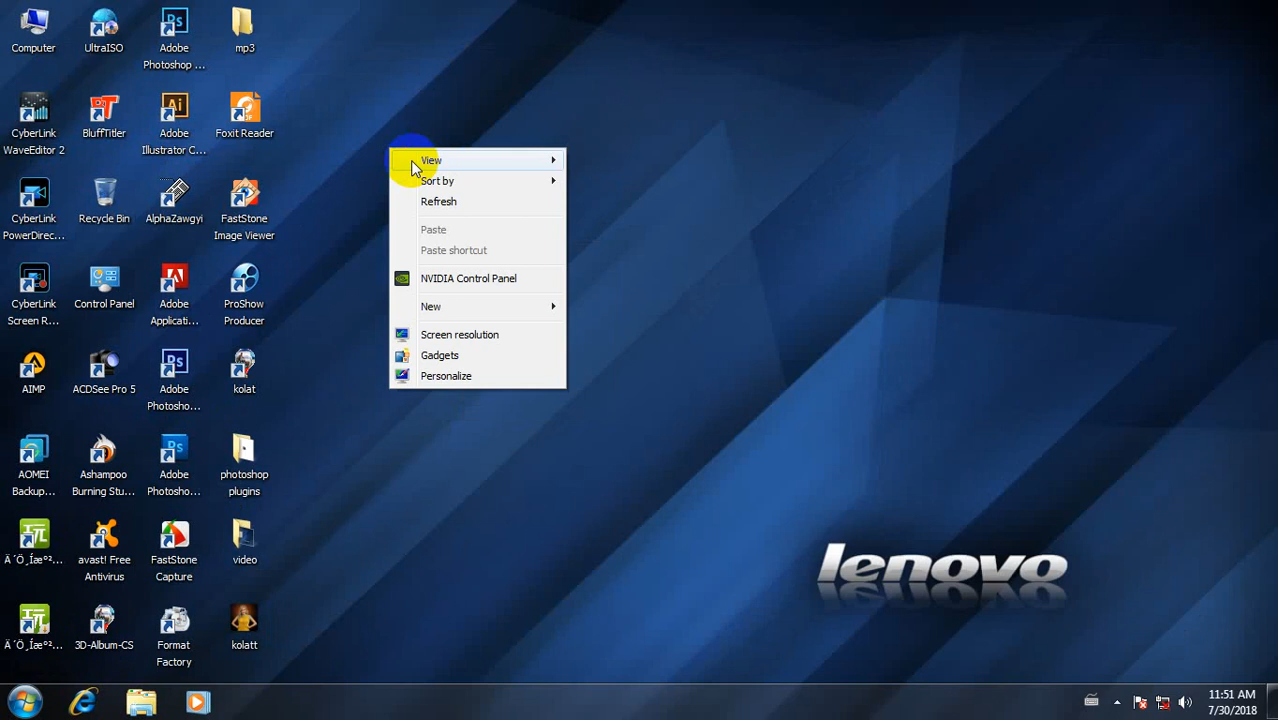 Computer
UltraISO
Adobe
Photoshop ...
mp3
CyberLink
WaveEditor 2
BluffTitler
Adobe
Illustrator C...
Foxit Reader
CyberLink
PowerDirec...
Recycle Bin
AlphaZawgyi
FastStone
Image Viewer
CyberLink
Screen R...
Control Panel
Adobe
Applicati...
ProShow
Producer
AIMP
ACDSee Pro 5
Adobe
Photosho...
kolat
AOMEI
Backup...
Ashampoo
Burning Stu...
Adobe
Photosho...
photoshop
plugins
avast! Free
Antivirus
FastStone
Capture
video
3D-Album-CS
Format
Factory
kolatt
View
Sort by
Refresh
Paste
Paste shortcut
NVIDIA Control Panel
New
Screen resolution
Gadgets
Personalize
lenovo
11:51 AM
7/30/2018